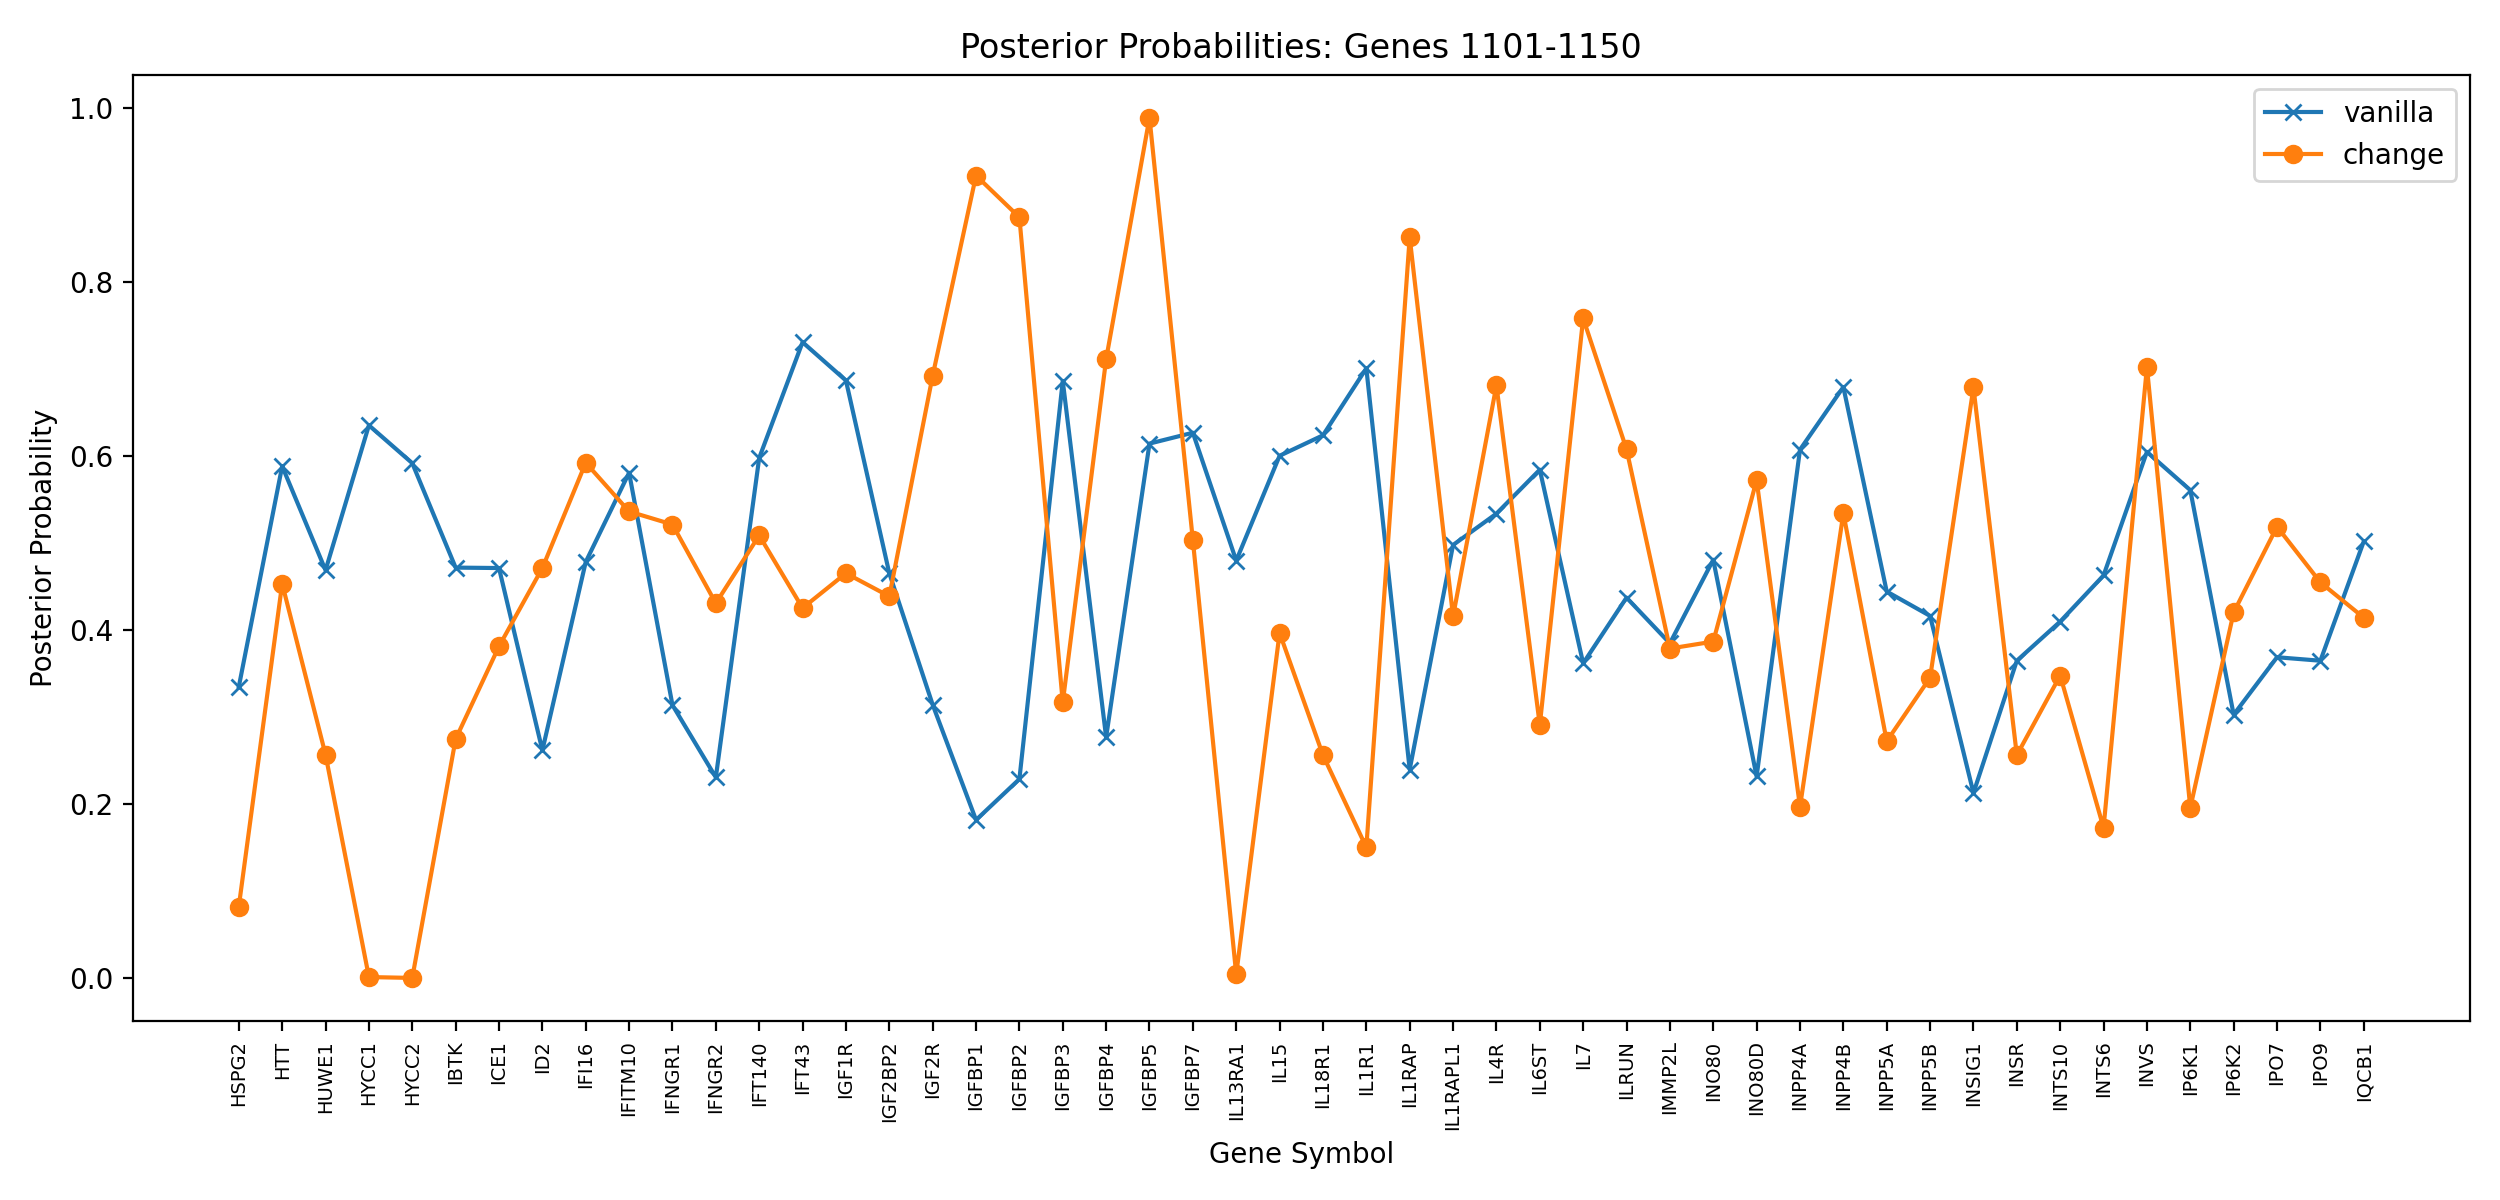 Posterior Probabilities: Genes 1101-1150
vanilla
change
1.0
0.8
0.6
0.4
0.2
0.0
Posterior Probability
HSPG2
HTT
HUWE1
HYCC1
HYCC2
IBTK
ICE1
ID2
IFI16
IFITM10
IFNGR1
IFNGR2
IFT140
IFT43
IGF1R
IGF2BP2
IGF2R
IGFBP1
IGFBP2
IGFBP3
IGFBP4
IGFBP5
IGFBP7
IL13RA1
IL15
IL18R1
IL1R1
IL1RAP
IL1RAPL1
IL4R
IL6ST
IL7
ILRUN
IMMP2L
INO80
INO80D
INPP4A
INPP4B
INPP5A
INPP5B
INSIG1
INSR
INTS10
INTS6
INVS
IP6K1
IP6K2
IPO7
IPO9
IQCB1
Gene Symbol